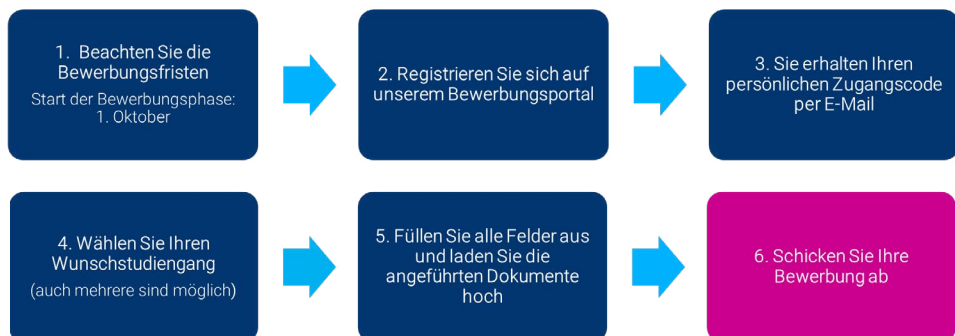 1. Beachten Sie die
Bewerbungsfristen
Start der Bewerbungsphase:
1. Oktober
2. Registrieren Sie sich auf
unserem Bewerbungsportal
3. Sie erhalten Ihren
persönlichen Zugangscode
per E-Mail
4. Wählen Sie Ihren
Wunschstudiengang
(auch mehrere sind möglich)
5. Füllen Sie alle Felder aus
und laden Sie die
angeführten Dokumente
hoch
6. Schicken Sie Ihre
Bewerbung ab